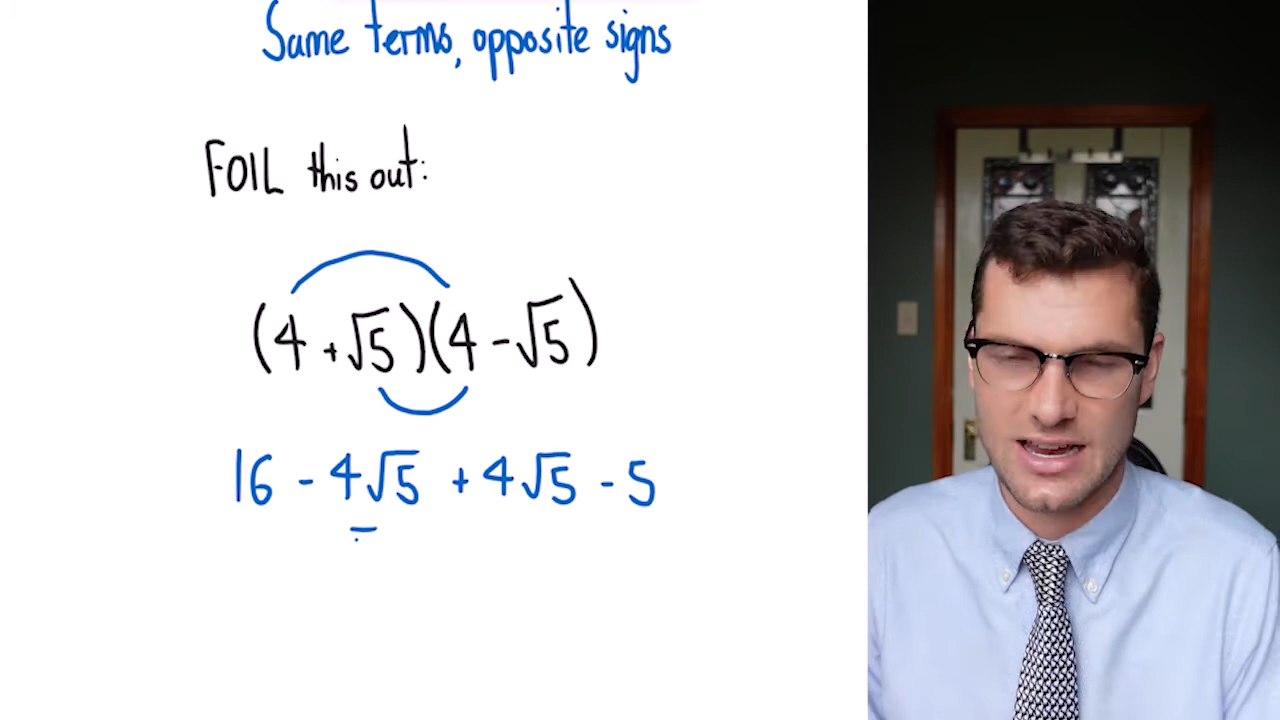 Same terms, opposite signs
FOIL this out:
(4 + √5)(4 - √5)
16 - 4√5 + 4√5 - 5